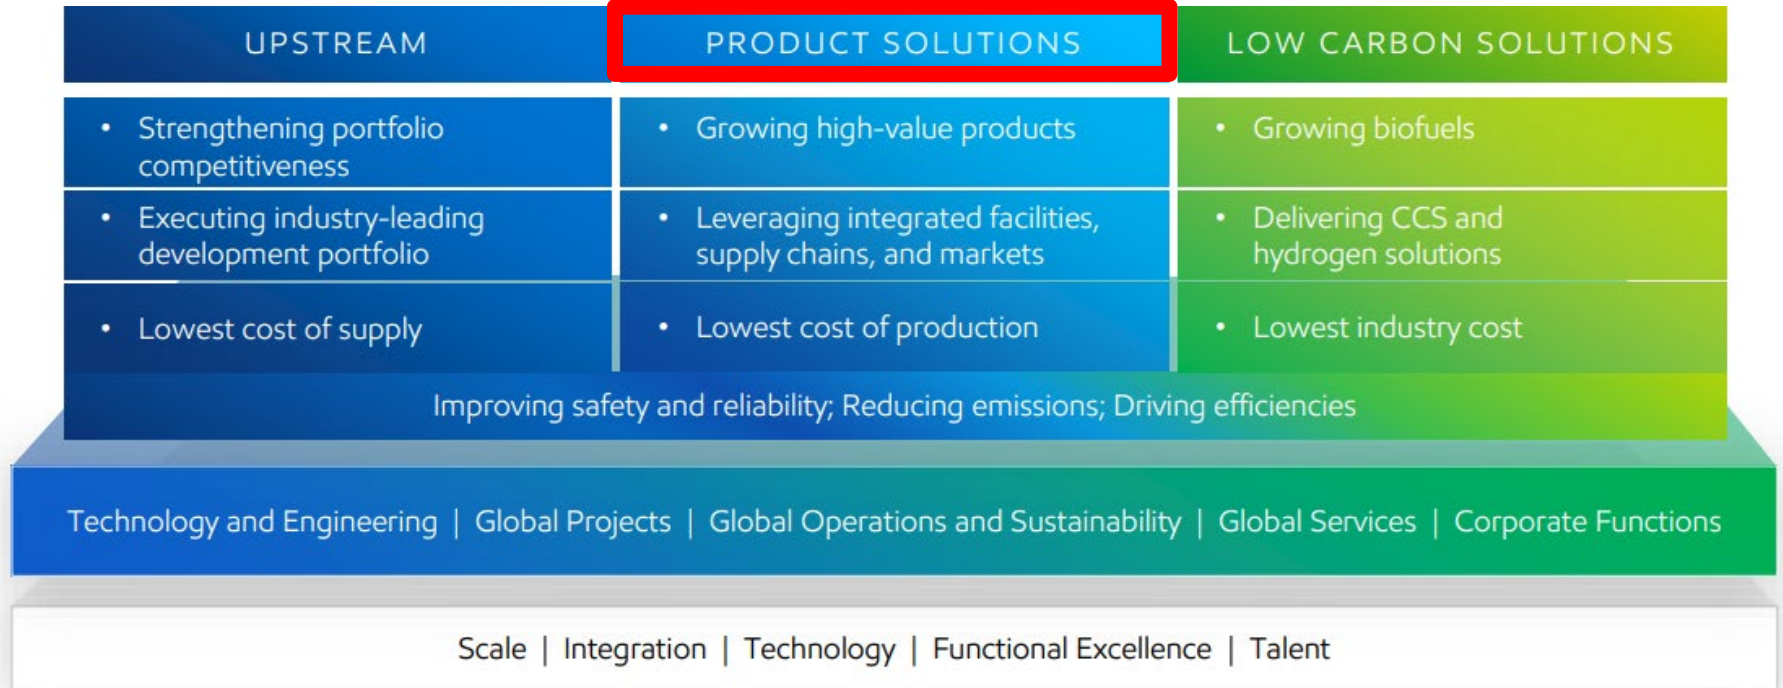 UPSTREAM
PRODUCT SOLUTIONS
LOW CARBON SOLUTIONS
• Strengthening portfolio
competitiveness
• Growing high-value products
• Growing biofuels
• Executing industry-leading
development portfolio
• Leveraging integrated facilities,
supply chains, and markets
• Delivering CCS and
hydrogen solutions
• Lowest cost of supply
• Lowest cost of production
• Lowest industry cost
Improving safety and reliability; Reducing emissions; Driving efficiencies
Technology and Engineering | Global Projects | Global Operations and Sustainability | Global Services | Corporate Functions
Scale | Integration | Technology | Functional Excellence | Talent